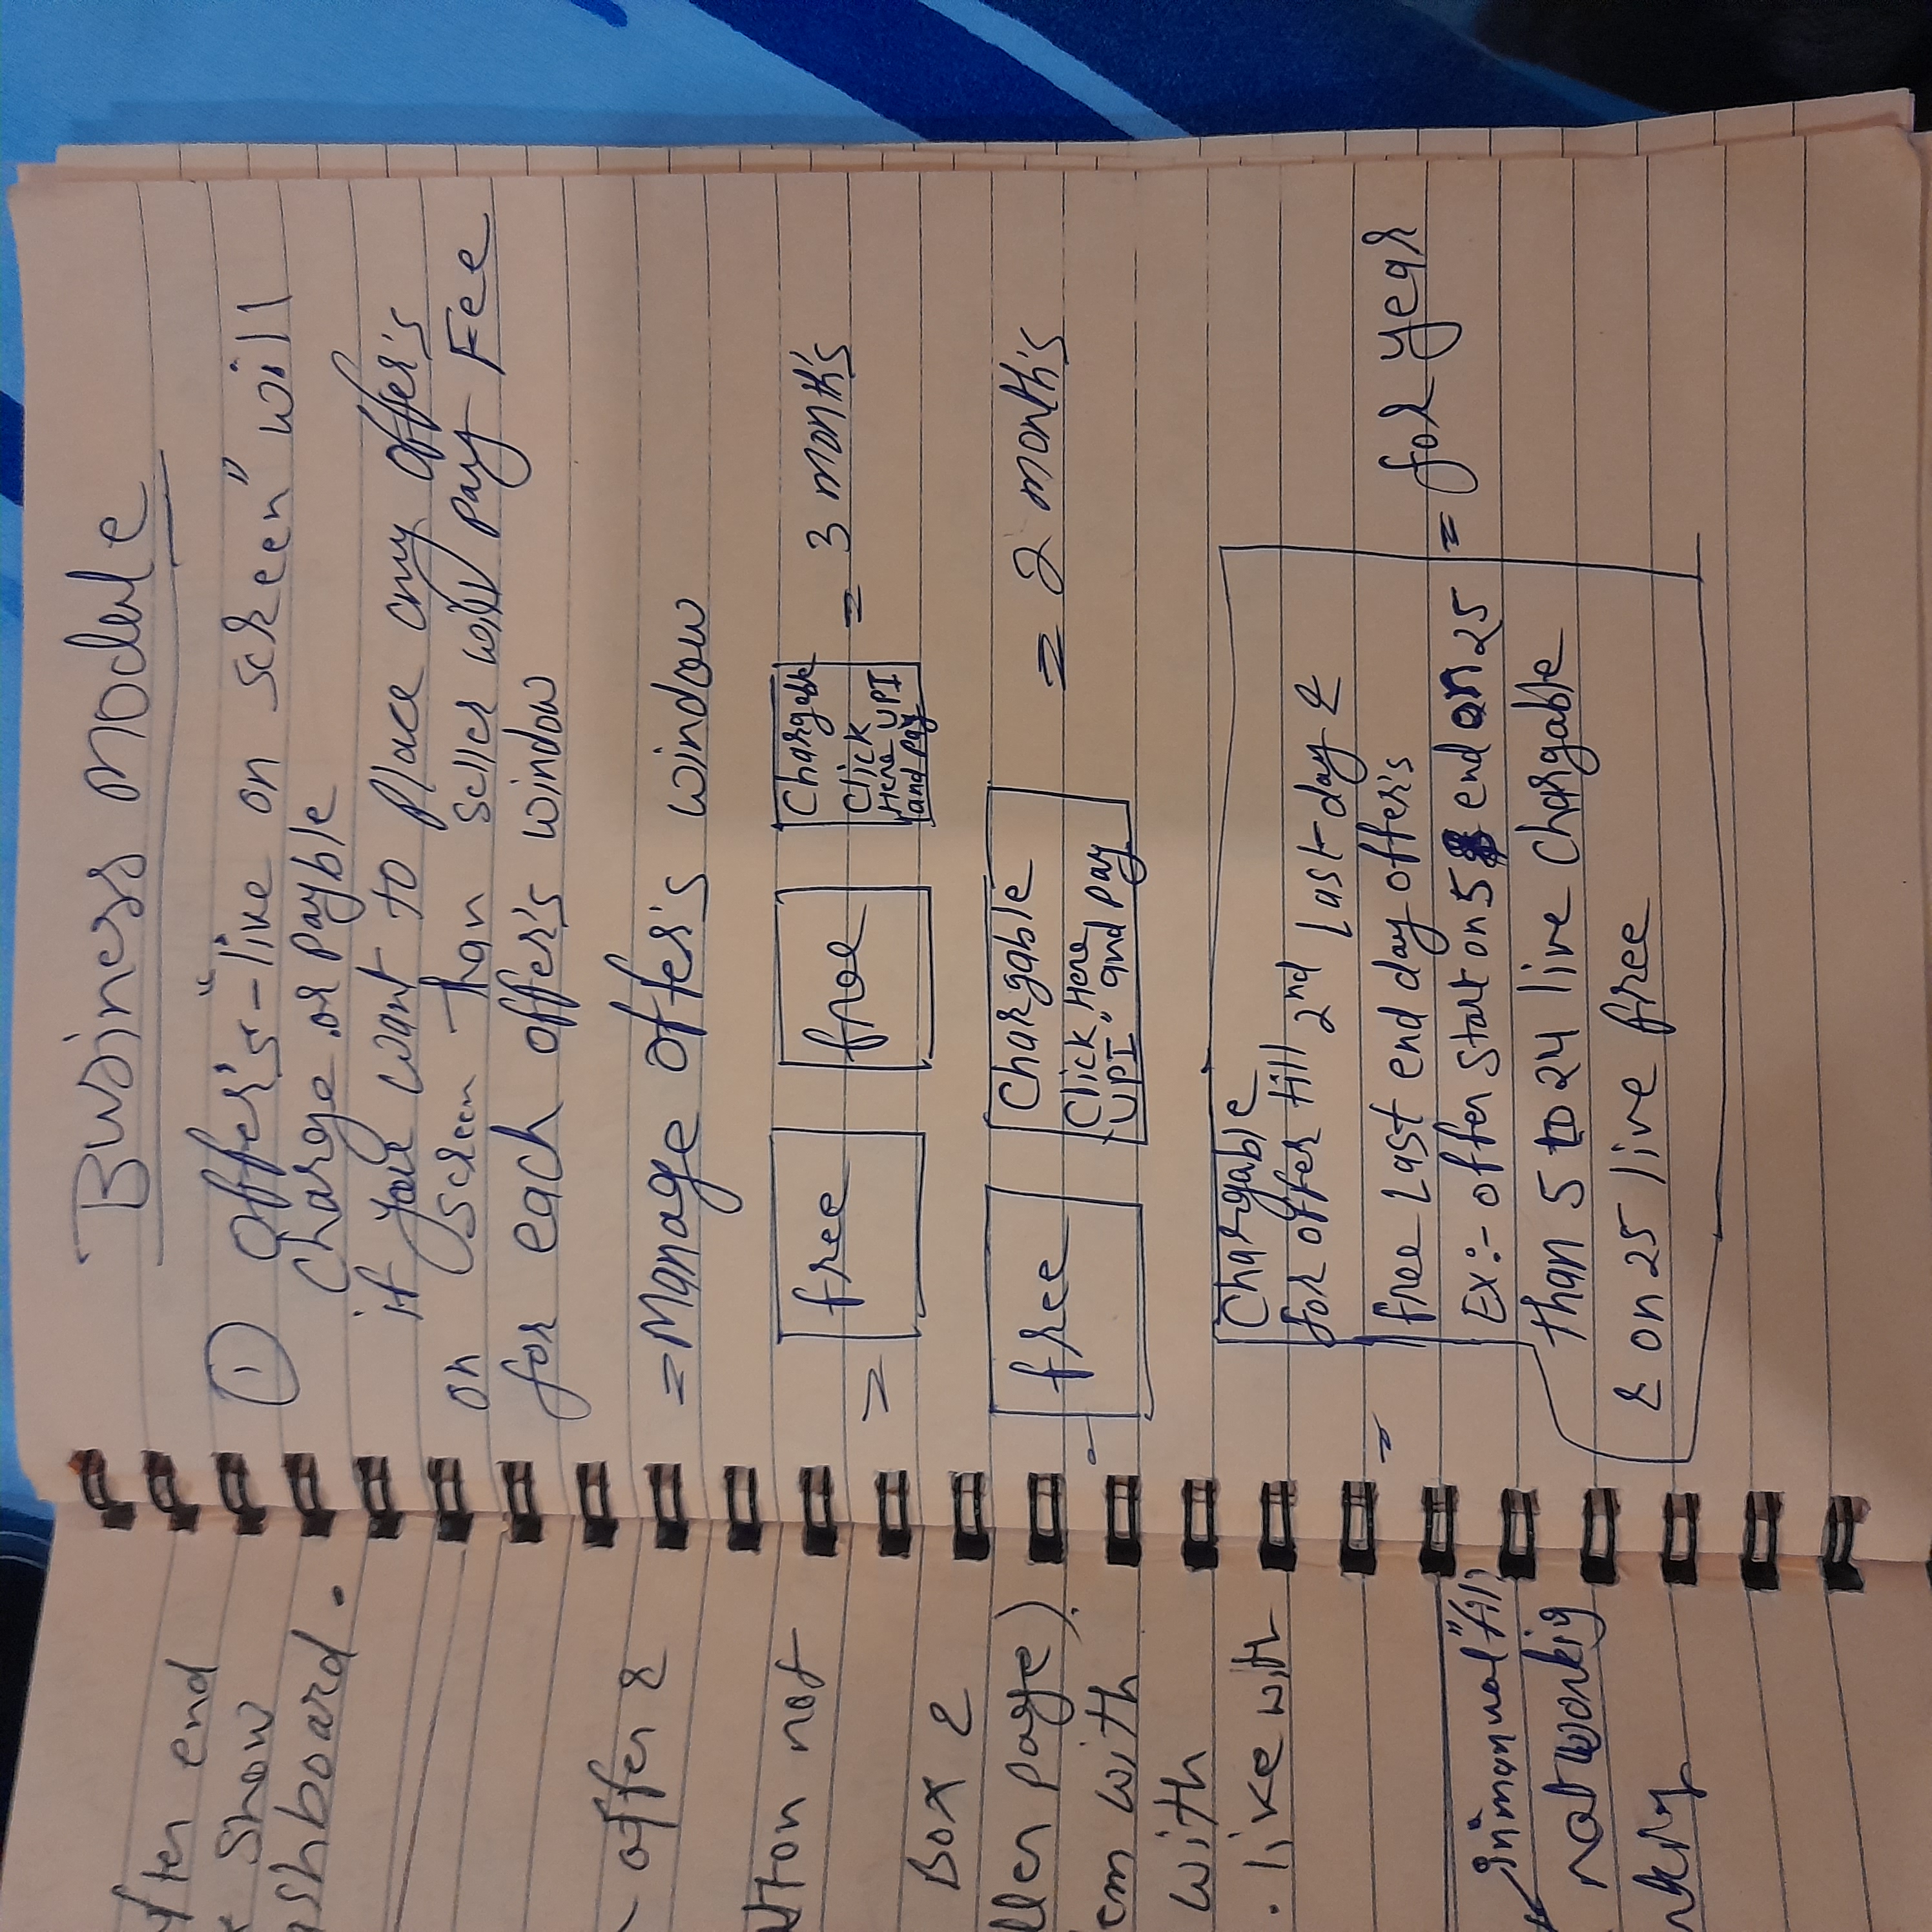 ften end
Show
shboard.
offer &
tton not
Box &
ller page)
em with
with
. like with
in "manual" fill
not workig
Business Module
① offer's - "live on screen" will
charge or payble
if you want to place any offer's
on screen than seller will pay Fee
for each offer's window
= Manage offer's window
= free free Chargable = 3 month's
Click
Here UPI
and pay
- free Chargable = 2 month's
Click Here
"UPI" and pay
Chargable
for offer till 2nd Last day &
= free Last end day offer's = for year
Ex:- offer start on 5 end on 25
than 5 to 24 live Chargable
& on 25 live free